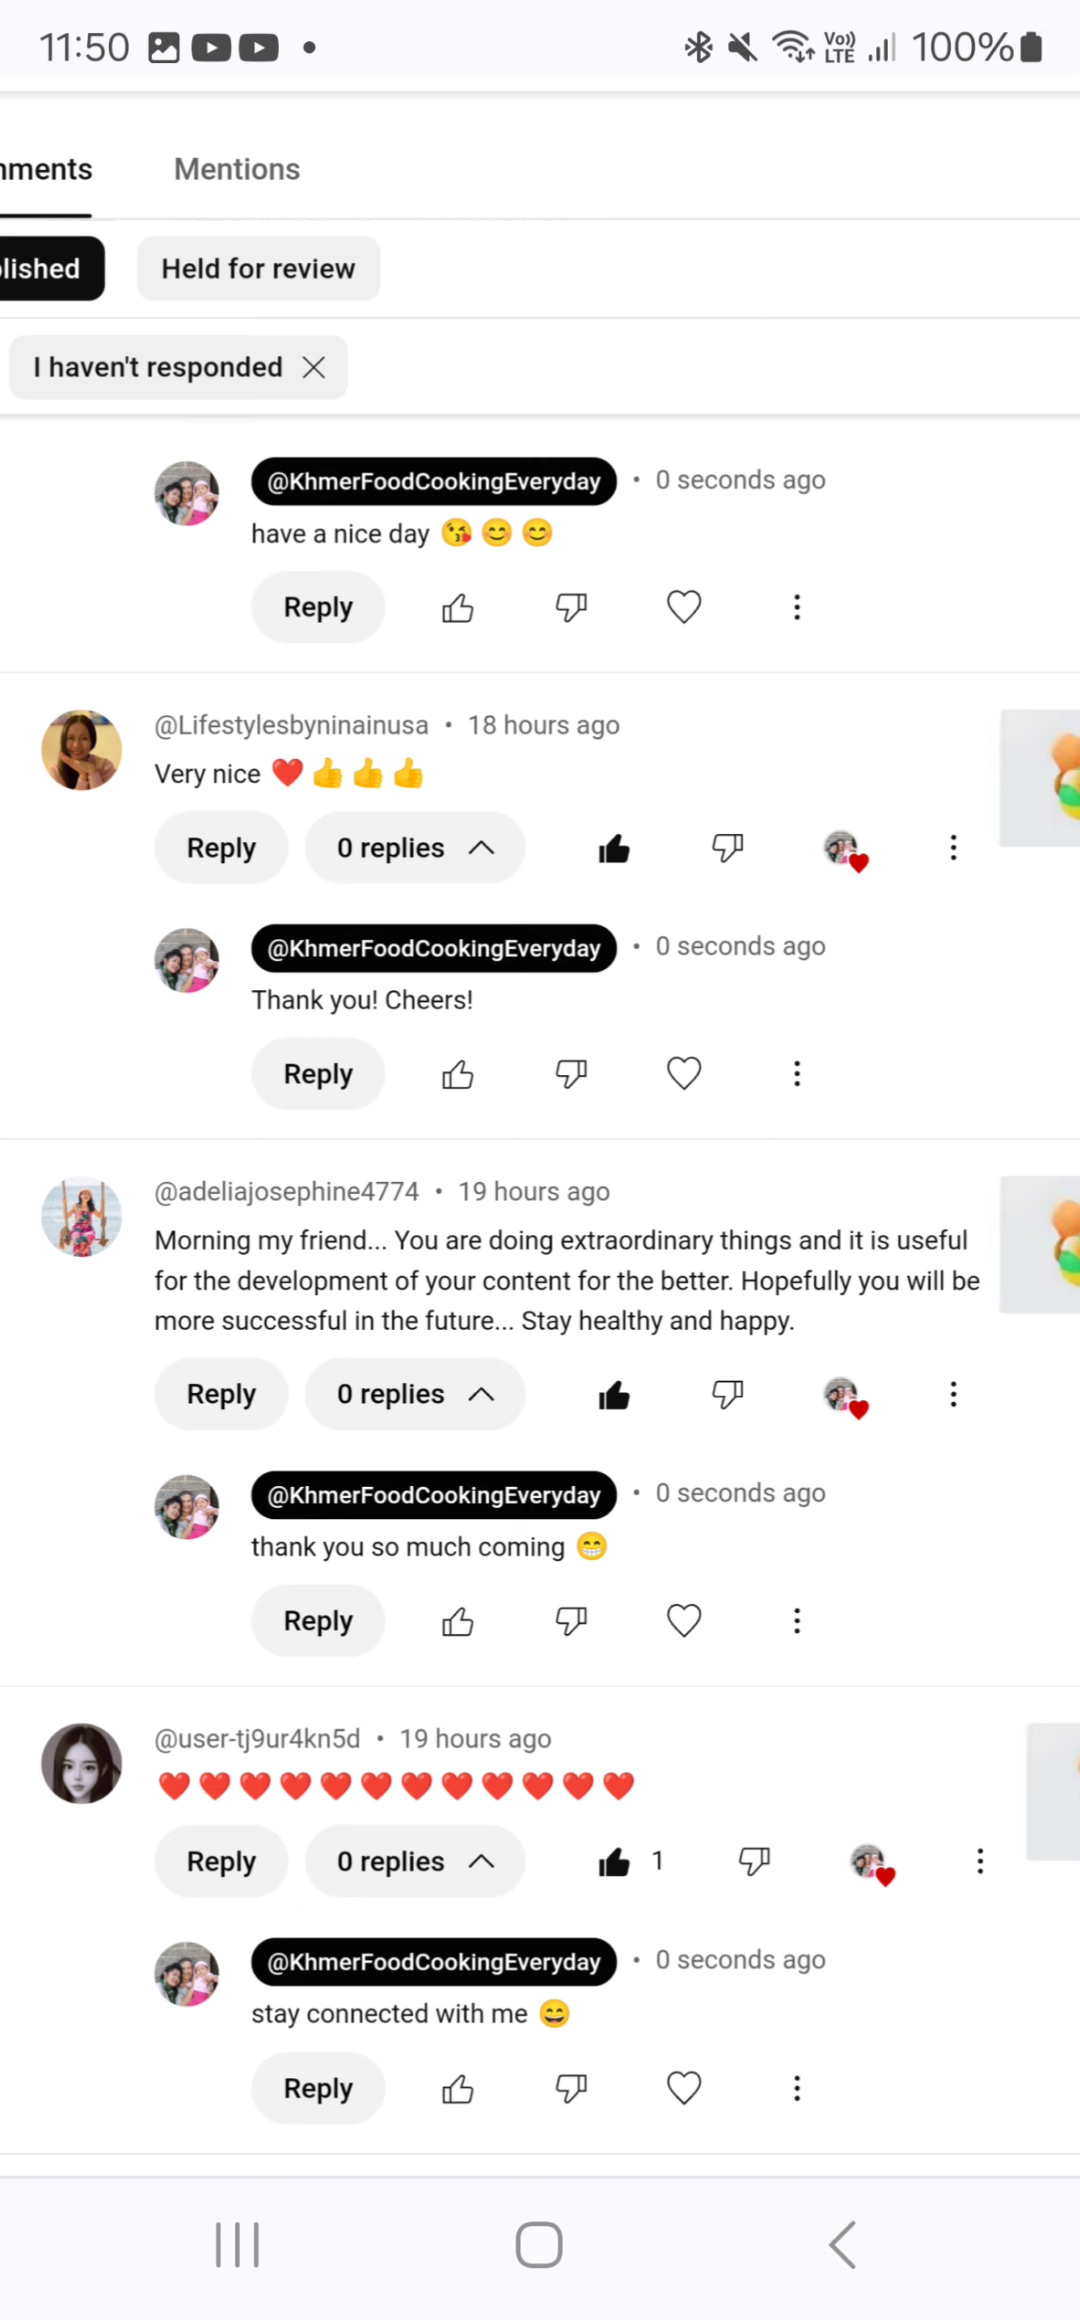 11:50 Vo)) LTE 100%
mments Mentions
lished Held for review
I haven't responded
@KhmerFoodCookingEveryday • 0 seconds ago
have a nice day 😘 😊 😊
Reply
@Lifestylesbyninainusa • 18 hours ago
Very nice ❤️ 👍 👍 👍
Reply 0 replies
@KhmerFoodCookingEveryday • 0 seconds ago
Thank you! Cheers!
Reply
@adeliajosephine4774 • 19 hours ago
Morning my friend... You are doing extraordinary things and it is useful
for the development of your content for the better. Hopefully you will be
more successful in the future... Stay healthy and happy.
Reply 0 replies
@KhmerFoodCookingEveryday • 0 seconds ago
thank you so much coming 😁
Reply
@user-tj9ur4kn5d • 19 hours ago
❤️ ❤️ ❤️ ❤️ ❤️ ❤️ ❤️ ❤️ ❤️ ❤️ ❤️ ❤️
Reply 0 replies 1
@KhmerFoodCookingEveryday • 0 seconds ago
stay connected with me 😄
Reply